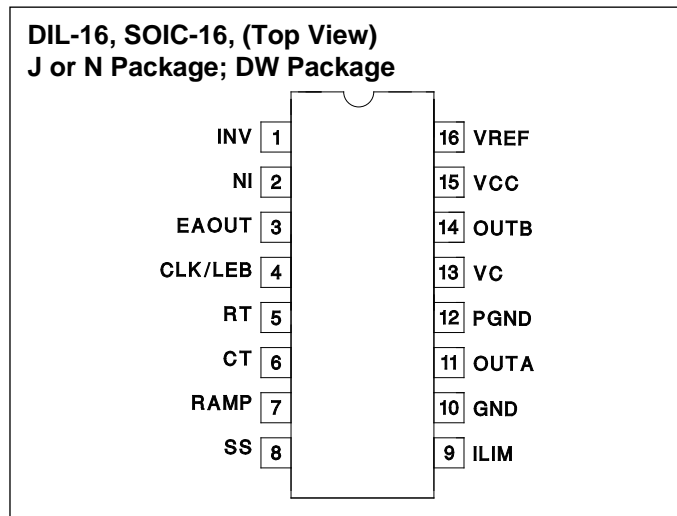 DIL-16, SOIC-16, (Top View)
J or N Package; DW Package
INV 1 16 VREF
NI 2 15 VCC
EAOUT 3 14 OUTB
CLK/LEB 4 13 VC
RT 5 12 PGND
CT 6 11 OUTA
RAMP 7 10 GND
SS 8 9 ILIM